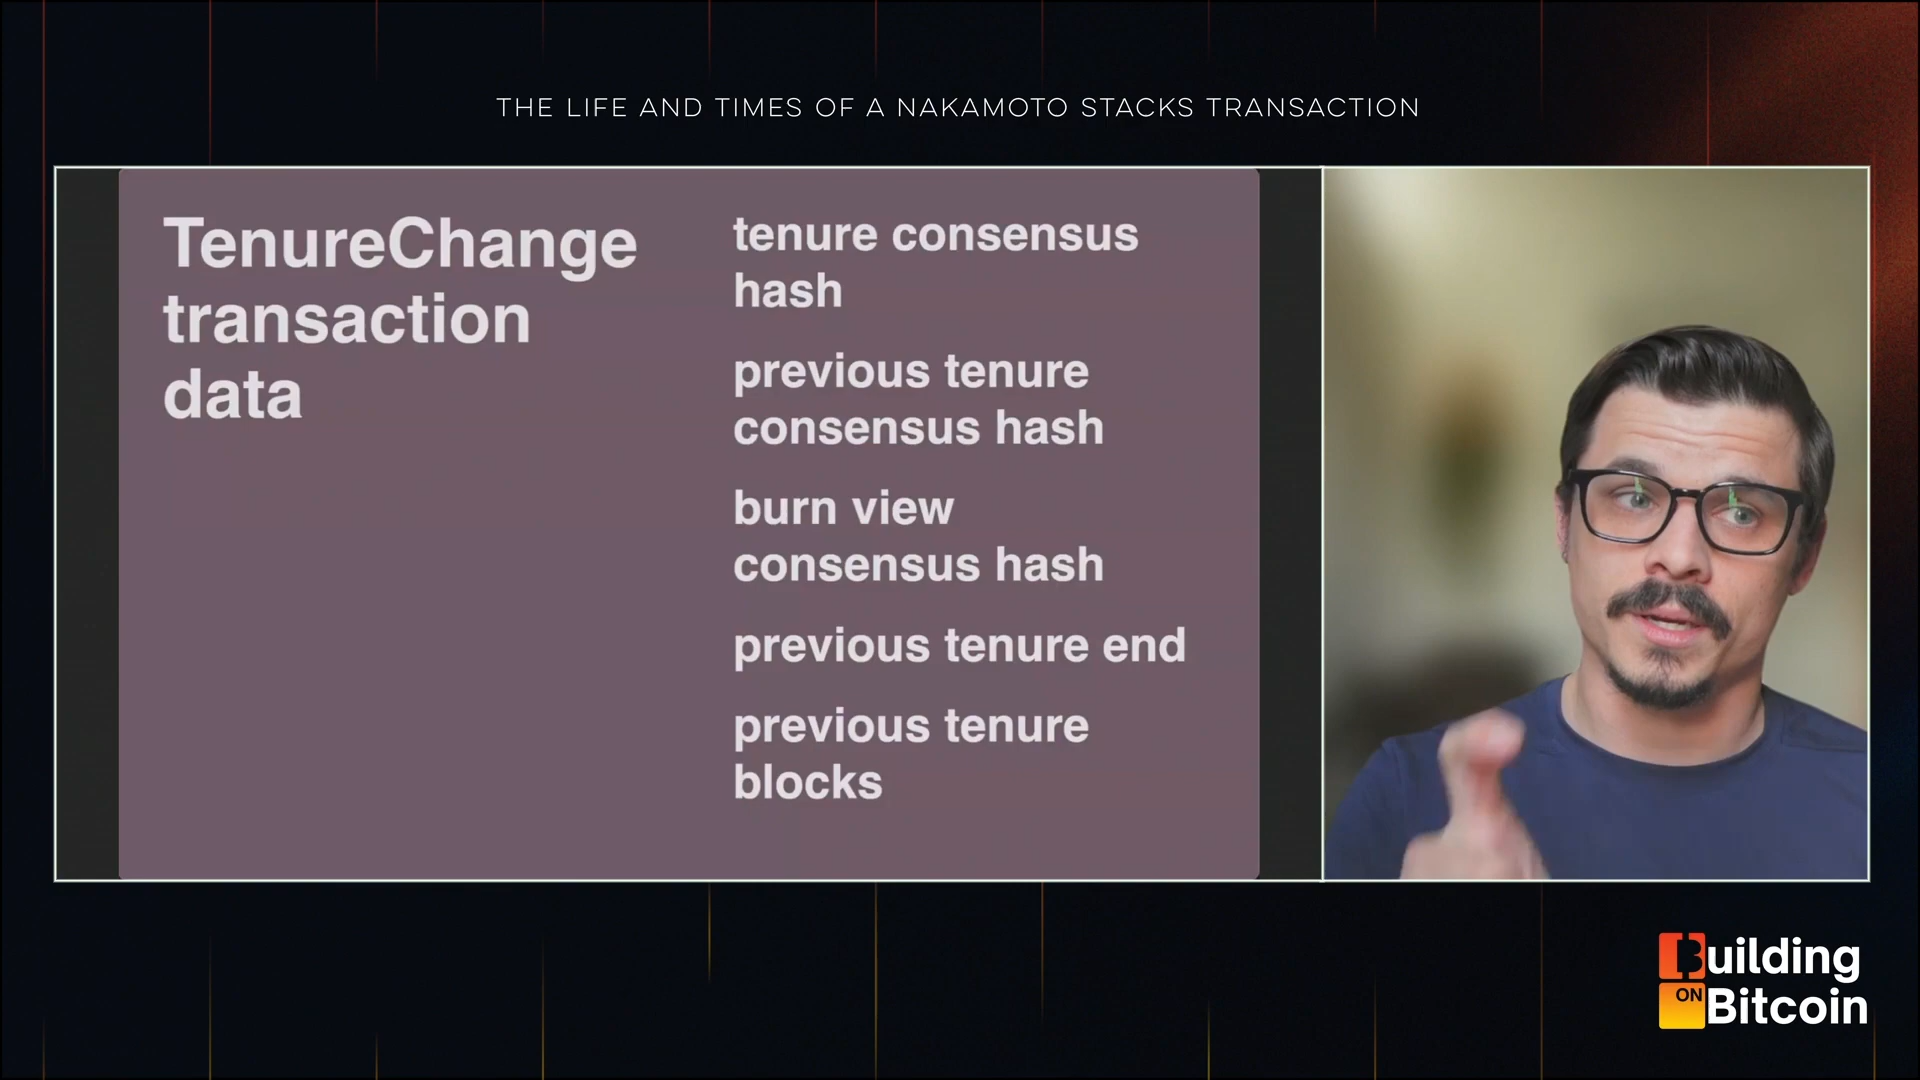 THE LIFE AND TIMES OF A NAKAMOTO STACKS TRANSACTION
TenureChange
transaction
data
tenure consensus
hash
previous tenure
consensus hash
burn view
consensus hash
previous tenure end
previous tenure
blocks
Building
ON
Bitcoin